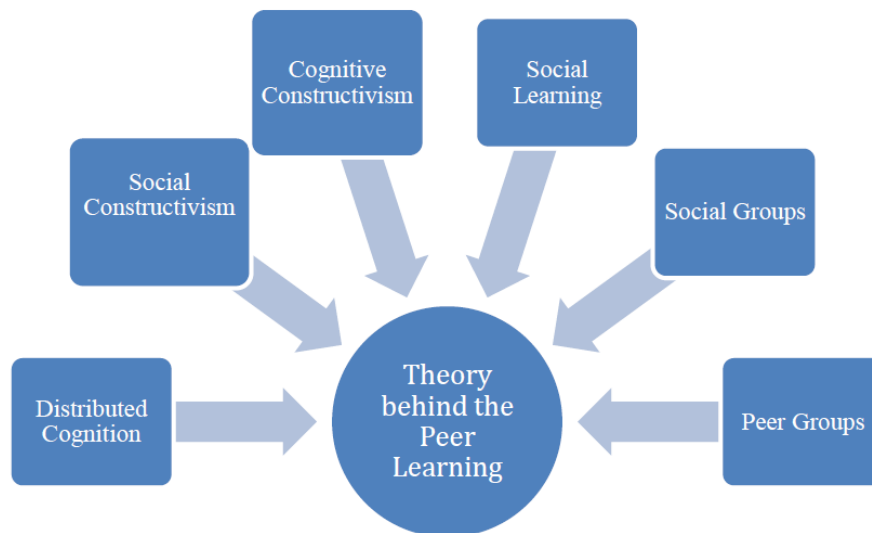 Cognitive
Constructivism
Social
Learning
Social
Constructivism
Social Groups
Distributed
Cognition
Theory
behind the
Peer
Learning
Peer Groups